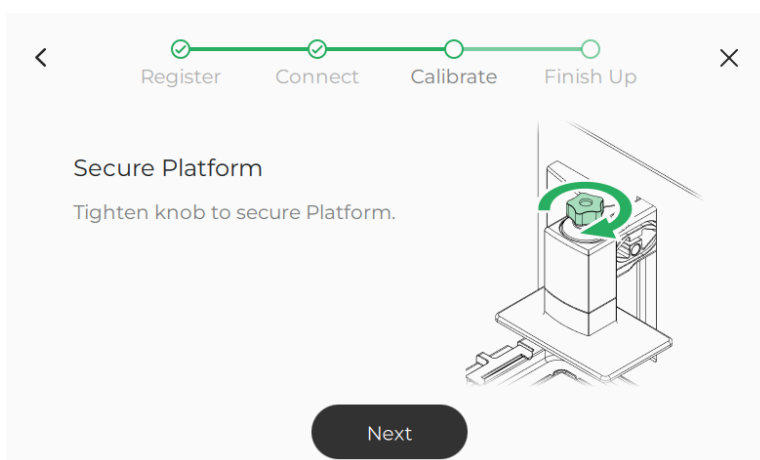 Register Connect Calibrate Finish Up
Secure Platform
Tighten knob to secure Platform.
Next